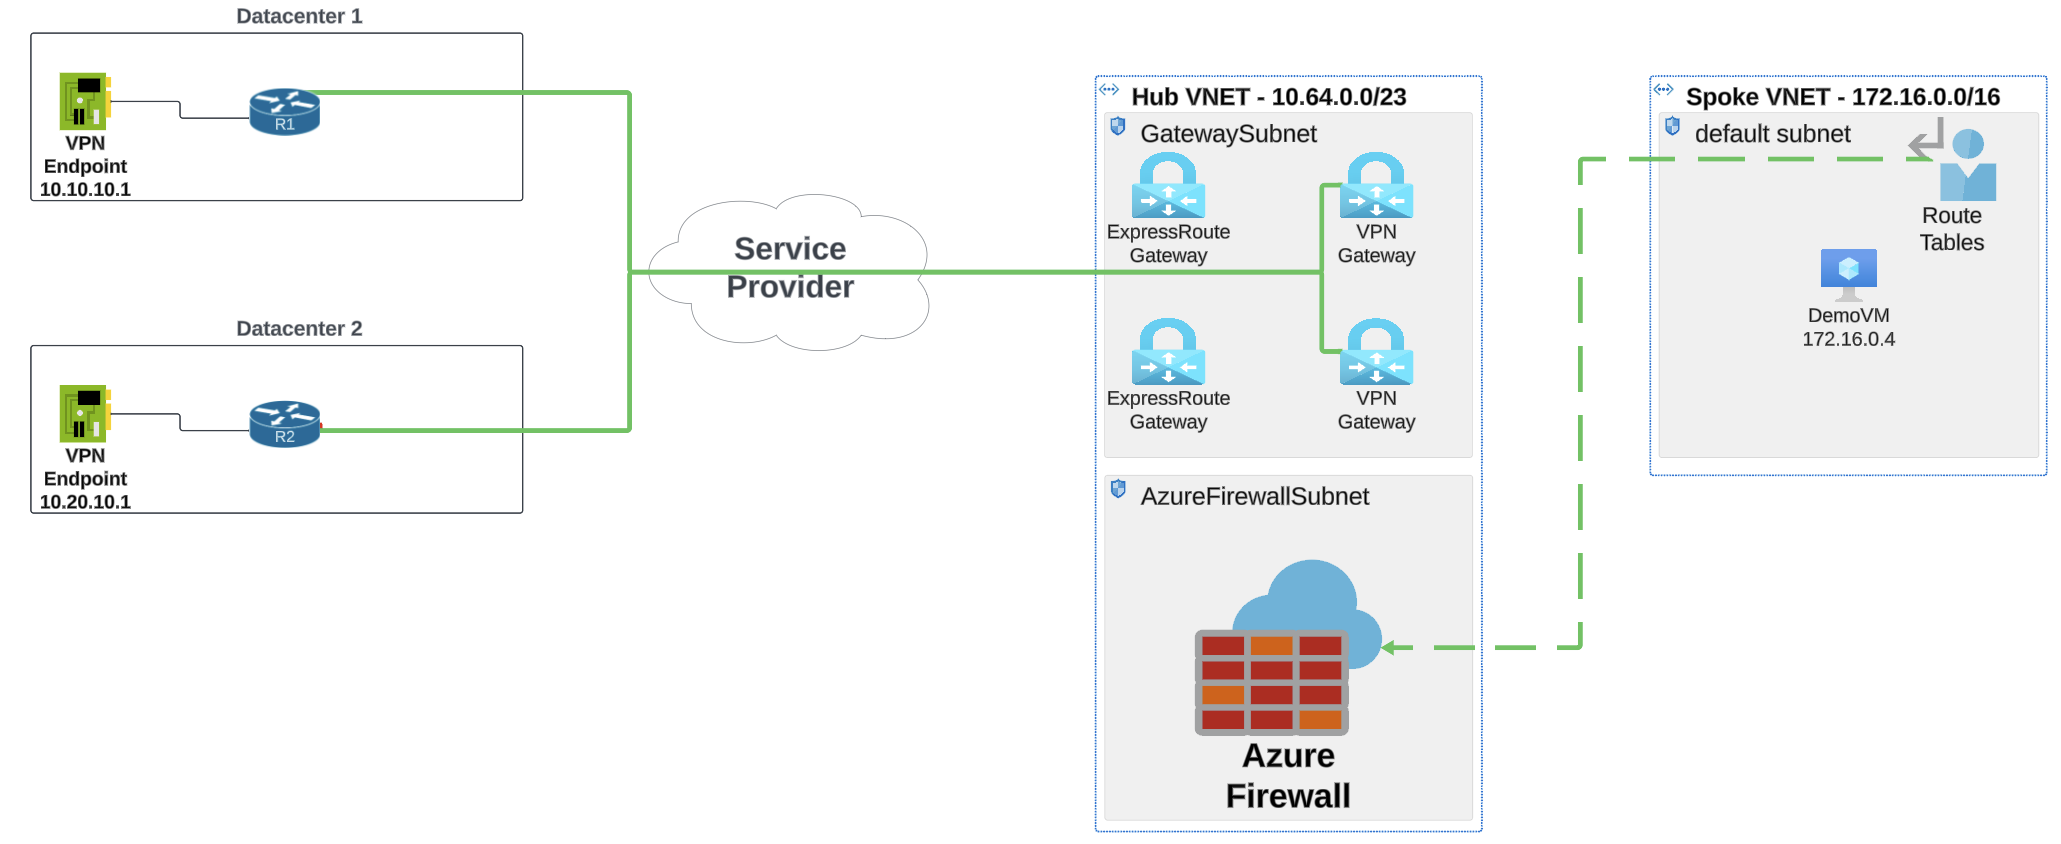 Datacenter 1
R1
VPN
Endpoint
10.10.10.1
Datacenter 2
R2
VPN
Endpoint
10.20.10.1
Service
Provider
Hub VNET - 10.64.0.0/23
GatewaySubnet
ExpressRoute
Gateway
VPN
Gateway
ExpressRoute
Gateway
VPN
Gateway
AzureFirewallSubnet
Azure
Firewall
Spoke VNET - 172.16.0.0/16
default subnet
Route
Tables
DemoVM
172.16.0.4